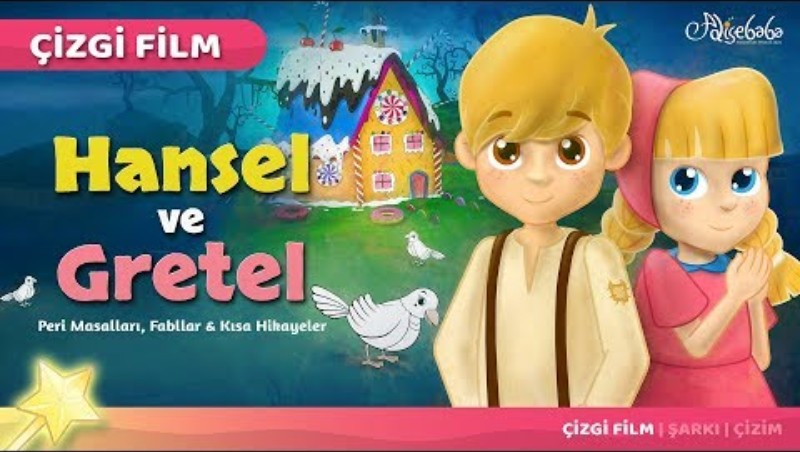 ÇİZGİ FİLM
Adisebaba
Hansel
ve
Gretel
Peri Masalları, Fabllar & Kısa Hikayeler
ÇİZGİ FİLM | ŞARKI | ÇİZİM